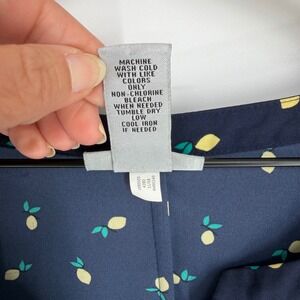 MACHINE
WASH COLD
WITH LIKE
COLORS
ONLY
NON-CHLORINE
BLEACH
WHEN NEEDED
TUMBLE DRY
LOW
COOL IRON
IF NEEDED